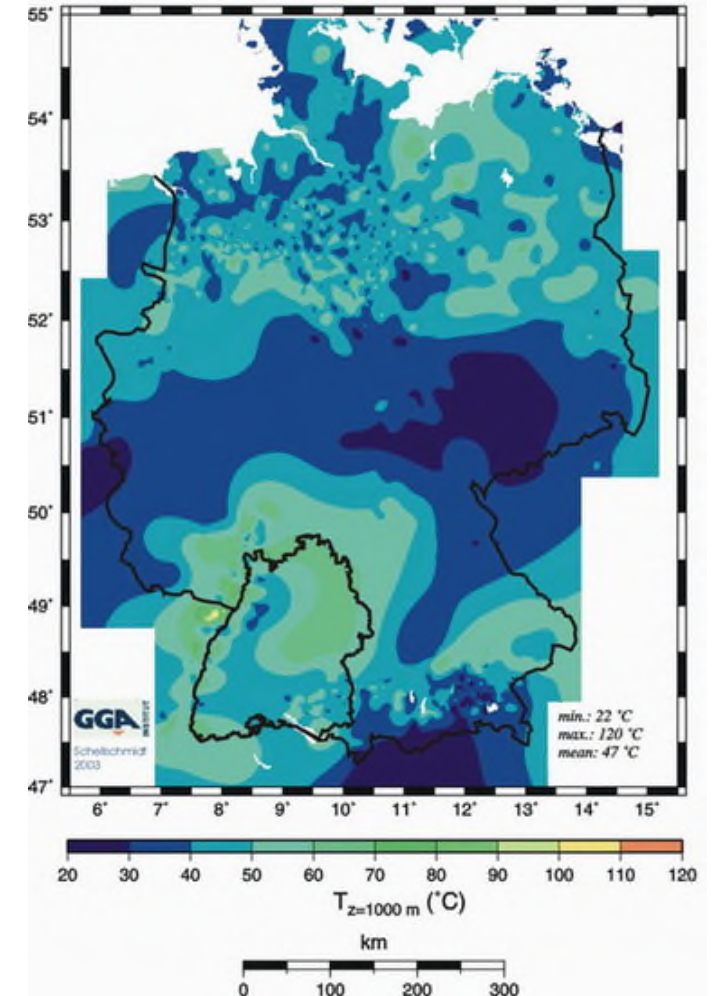 55˚
54˚
53˚
52˚
51˚
50˚
49˚
48˚
47˚
GGA
INSTITUT
Schellschmidt
2003
min.: 22 ˚C
max.: 120 ˚C
mean: 47 ˚C
6˚ 7˚ 8˚ 9˚ 10˚ 11˚ 12˚ 13˚ 14˚ 15˚
20 30 40 50 60 70 80 90 100 110 120
Tz=1000 m (˚C)
km
0 100 200 300